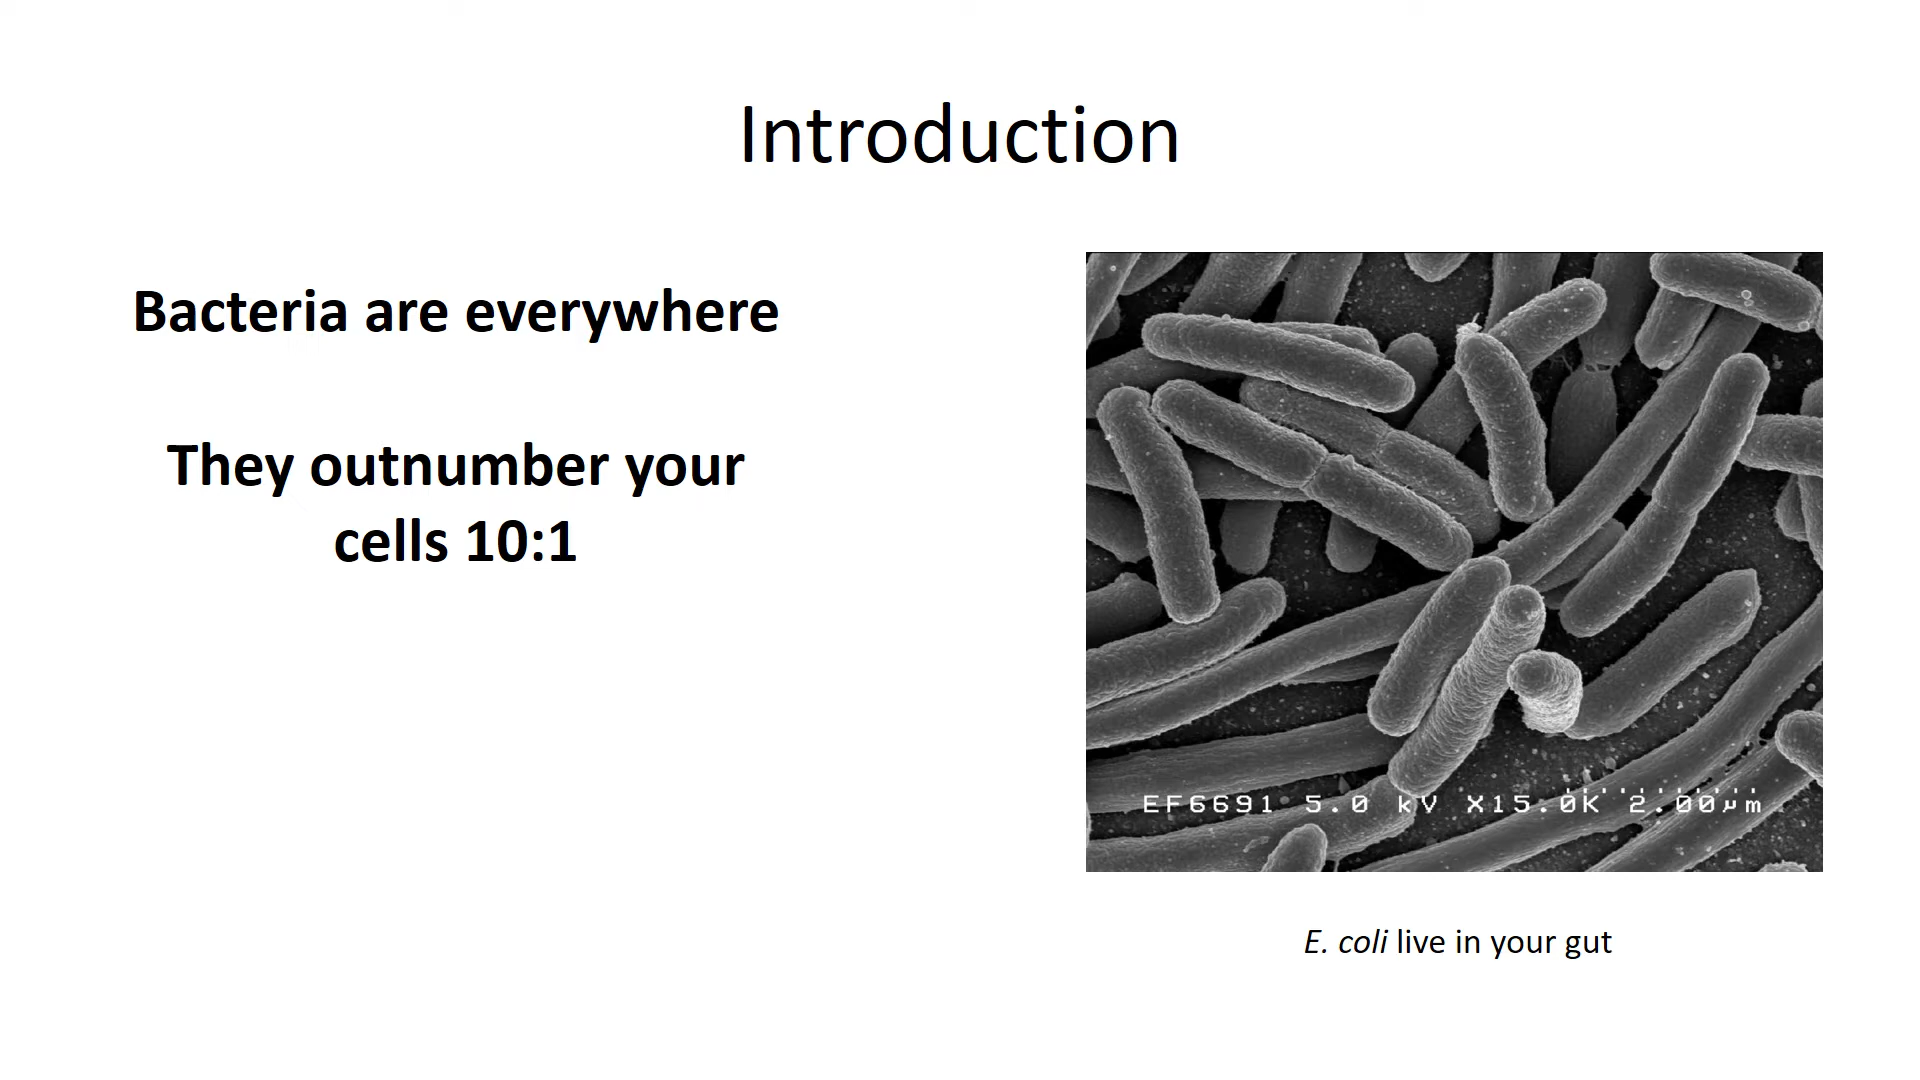 Introduction
Bacteria are everywhere
They outnumber your
cells 10:1
EF6691 5.0 kV X15.0K 2.00µm
E. coli live in your gut